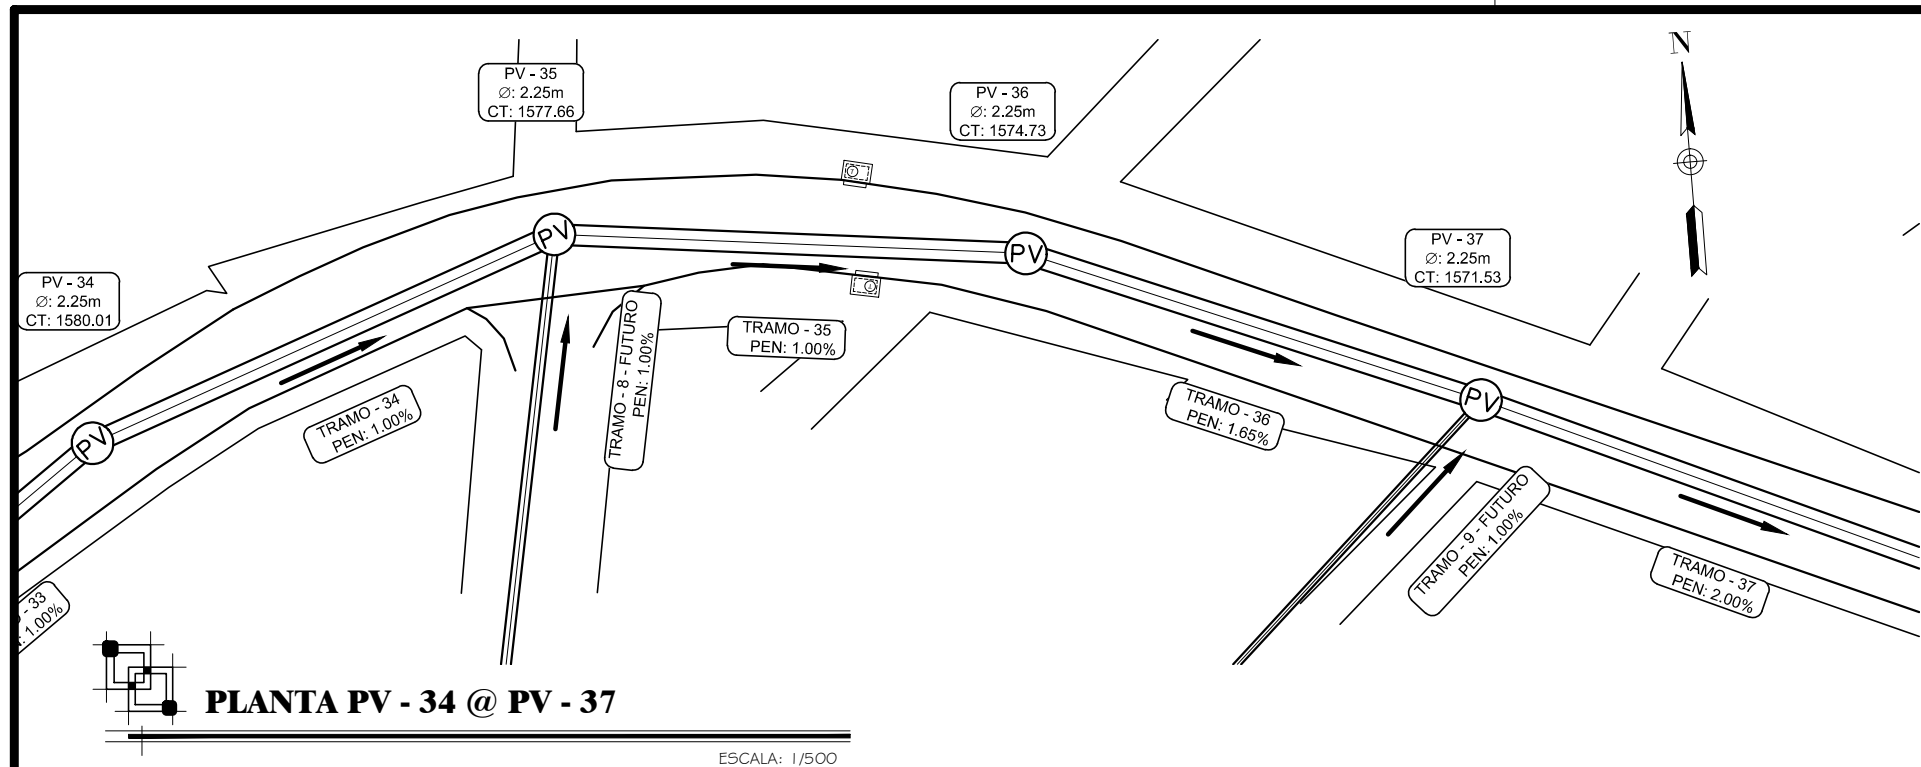 N
PV - 35
Ø: 2.25m
CT: 1577.66
PV - 36
Ø: 2.25m
CT: 1574.73
PV - 37
Ø: 2.25m
CT: 1571.53
PV - 34
Ø: 2.25m
CT: 1580.01
PV
PV
PV
PV
TRAMO - 34
PEN: 1.00%
TRAMO - 8 - FUTURO
PEN: 1.00%
TRAMO - 35
PEN: 1.00%
TRAMO - 36
PEN: 1.65%
TRAMO - 9 - FUTURO
PEN: 1.00%
TRAMO - 37
PEN: 2.00%
- 33
: 1.00%
PLANTA PV - 34 @ PV - 37
ESCALA: 1/500